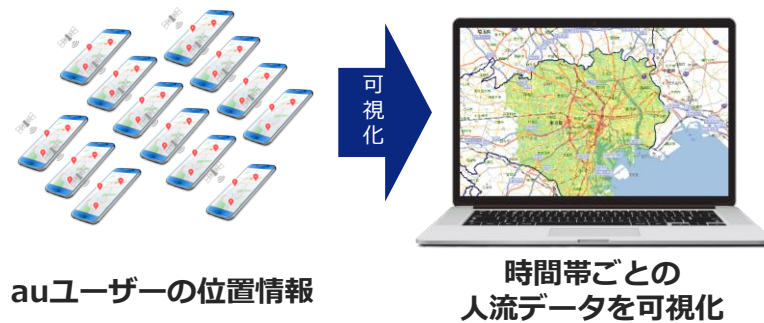 可視化
auユーザーの位置情報
時間帯ごとの
人流データを可視化